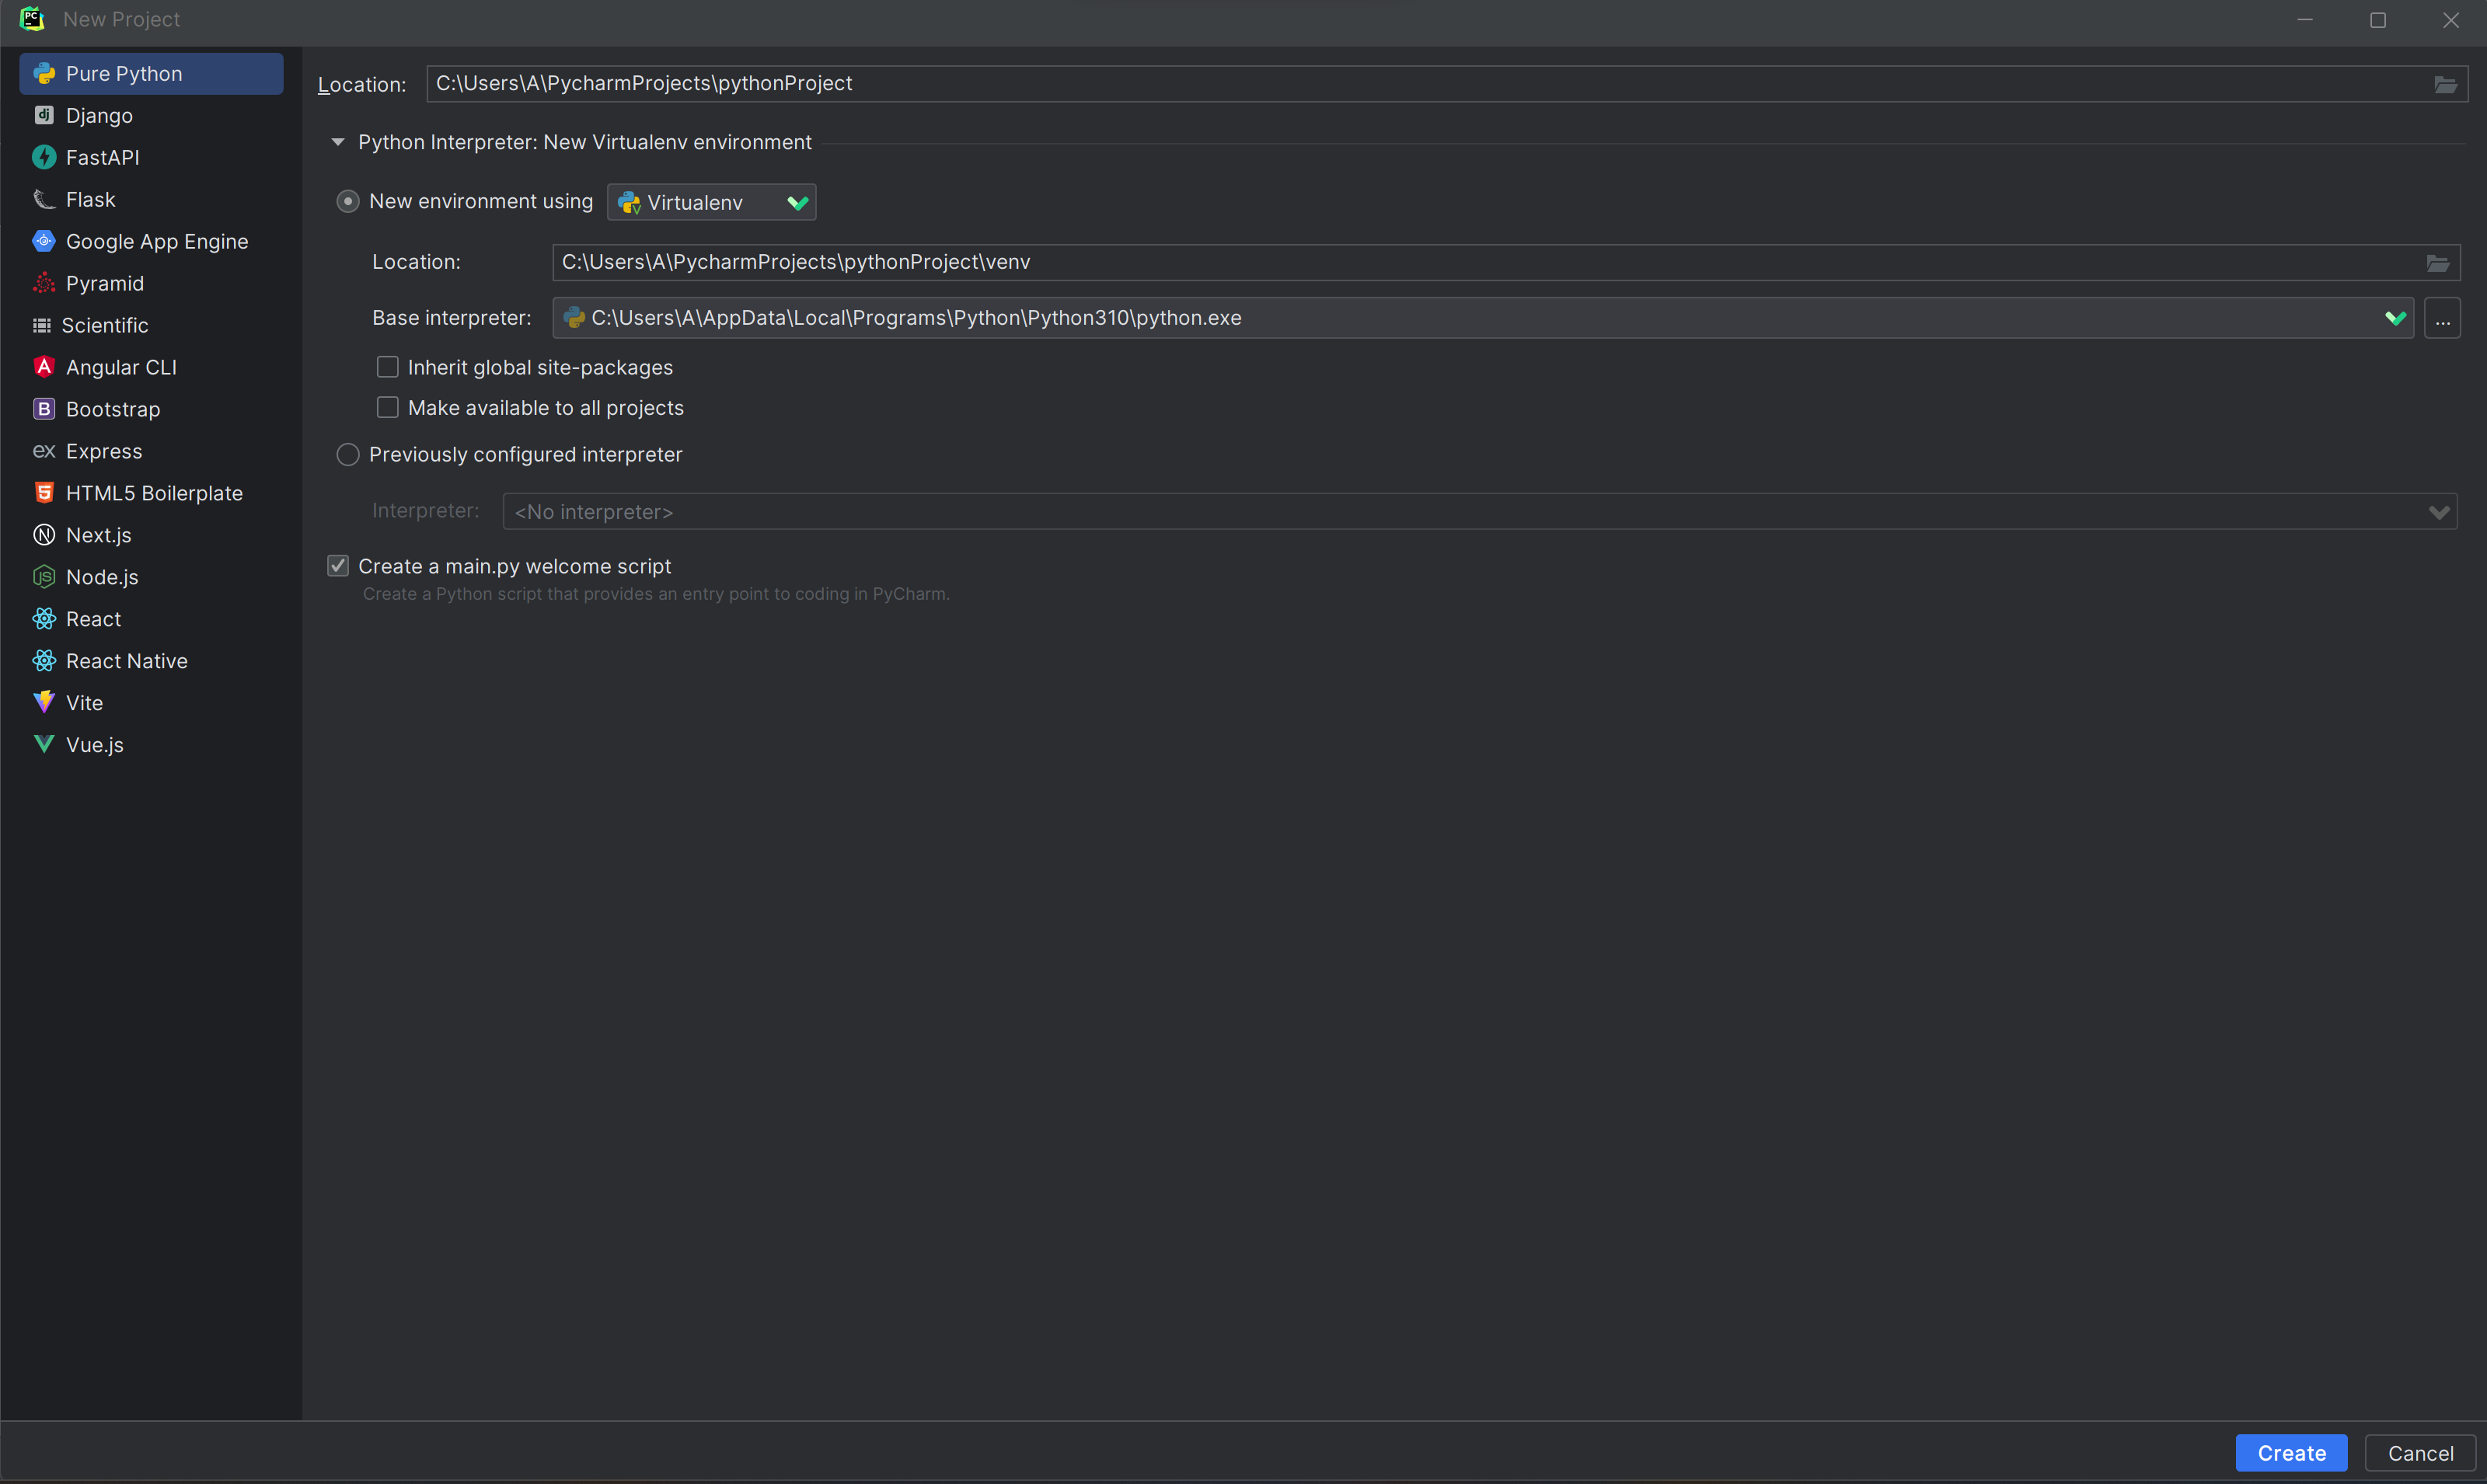 New Project
Pure Python
Django
FastAPI
Flask
Google App Engine
Pyramid
Scientific
Angular CLI
Bootstrap
Express
HTML5 Boilerplate
Next.js
Node.js
React
React Native
Vite
Vue.js
Location: C:\Users\A\PycharmProjects\pythonProject
Python Interpreter: New Virtualenv environment
New environment using Virtualenv
Location: C:\Users\A\PycharmProjects\pythonProject\venv
Base interpreter: C:\Users\A\AppData\Local\Programs\Python\Python310\python.exe ...
Inherit global site-packages
Make available to all projects
Previously configured interpreter
Interpreter: <No interpreter>
Create a main.py welcome script
Create a Python script that provides an entry point to coding in PyCharm.
Create Cancel